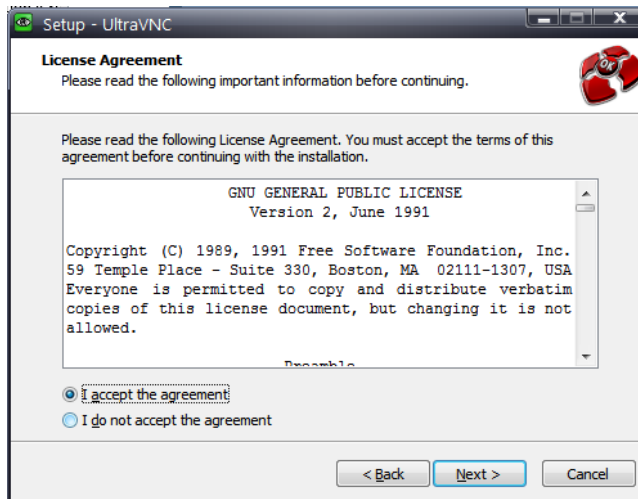 Setup - UltraVNC
X
License Agreement
Please read the following important information before continuing.
OK
Please read the following License Agreement. You must accept the terms of this
agreement before continuing with the installation.
GNU GENERAL PUBLIC LICENSE
Version 2, June 1991
Copyright (C) 1989, 1991 Free Software Foundation, Inc.
59 Temple Place - Suite 330, Boston, MA 02111-1307, USA
Everyone is permitted to copy and distribute verbatim
copies of this license document, but changing it is not
allowed.
Preamble
I accept the agreement
I do not accept the agreement
< Back
Next >
Cancel